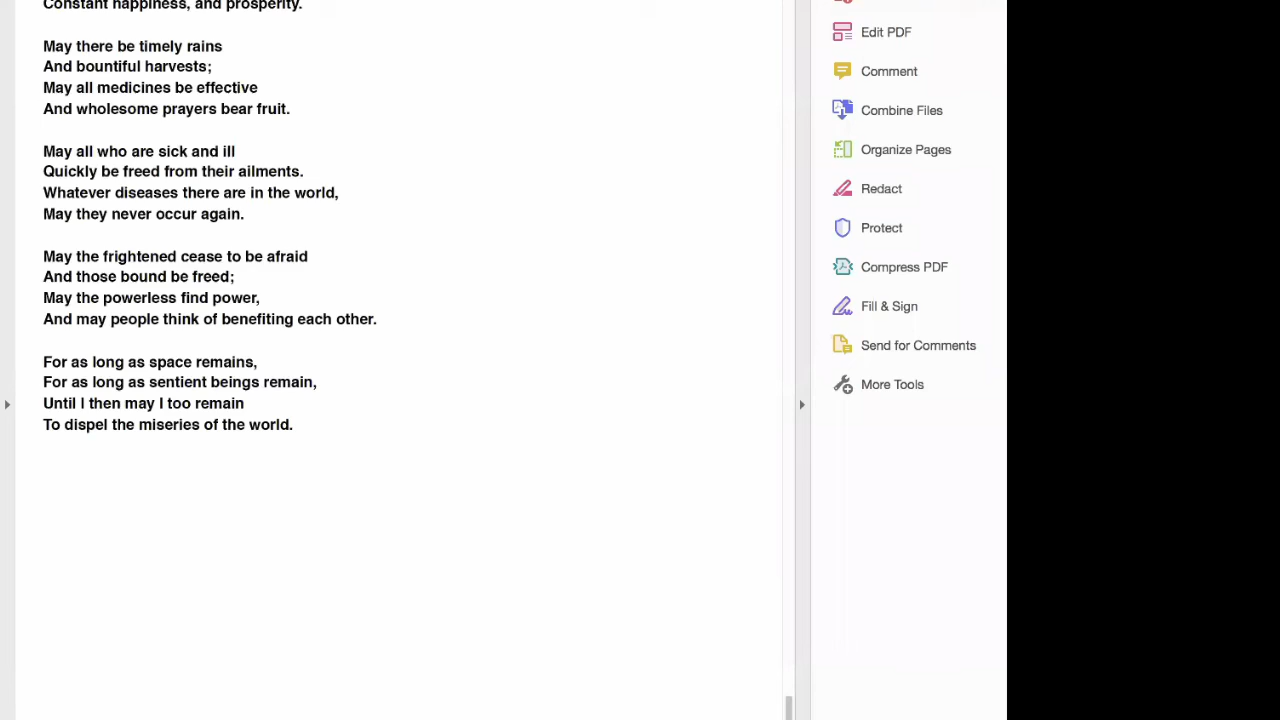 Constant happiness, and prosperity.
May there be timely rains
And bountiful harvests;
May all medicines be effective
And wholesome prayers bear fruit.
May all who are sick and ill
Quickly be freed from their ailments.
Whatever diseases there are in the world,
May they never occur again.
May the frightened cease to be afraid
And those bound be freed;
May the powerless find power,
And may people think of benefiting each other.
For as long as space remains,
For as long as sentient beings remain,
Until I then may I too remain
To dispel the miseries of the world.
Edit PDF
Comment
Combine Files
Organize Pages
Redact
Protect
Compress PDF
Fill & Sign
Send for Comments
More Tools